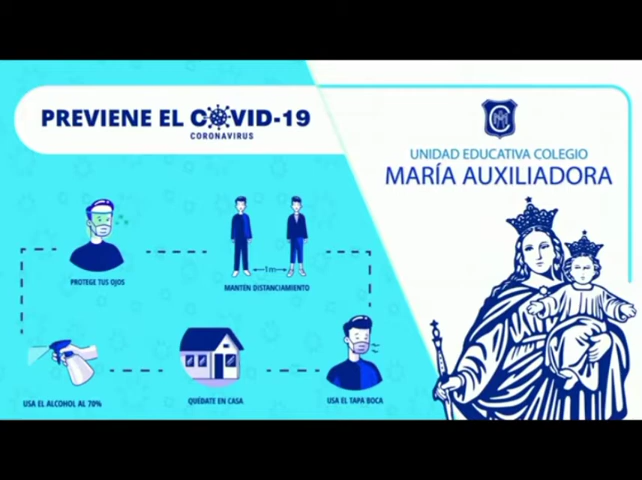 PREVIENE EL COVID-19
CORONAVIRUS
UNIDAD EDUCATIVA COLEGIO
MARÍA AUXILIADORA
PROTEGE TUS OJOS
1m
MANTÉN DISTANCIAMIENTO
USA EL ALCOHOL AL 70%
QUÉDATE EN CASA
USA EL TAPA BOCA